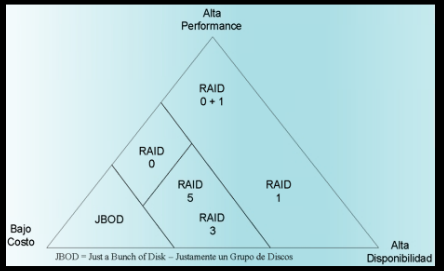 Alta
Performance
RAID
0 + 1
RAID
0
RAID
5
RAID
1
JBOD
RAID
3
Bajo
Costo
Alta
Disponibilidad
JBOD = Just a Bunch of Disk – Justamente un Grupo de Discos